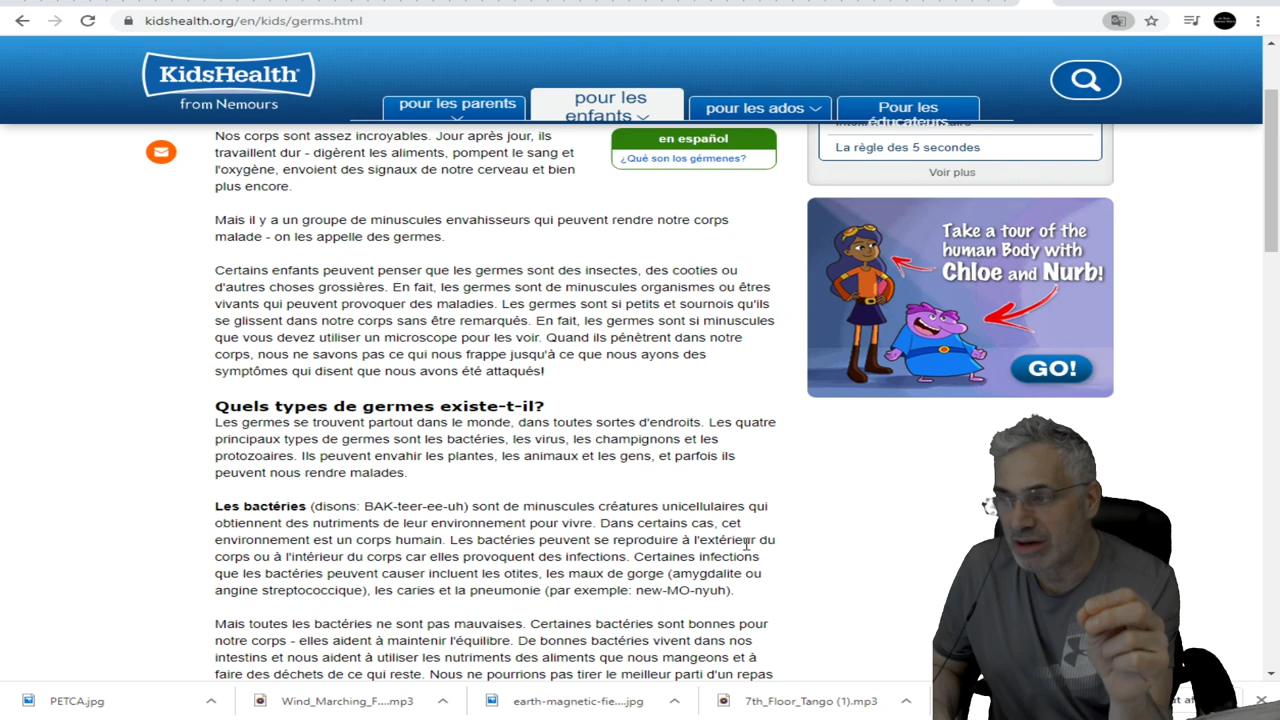 kidshealth.org/en/kids/germs.html
KidsHealth
from Nemours
pour les parents
pour les
enfants
pour les ados
Pour les
éducateurs
Nos corps sont assez incroyables. Jour après jour, ils
travaillent dur - digèrent les aliments, pompent le sang et
l'oxygène, envoient des signaux de notre cerveau et bien
plus encore.
en español
¿Qué son los gérmenes?
La règle des 5 secondes
Voir plus
Mais il y a un groupe de minuscules envahisseurs qui peuvent rendre notre corps
malade - on les appelle des germes.
Certains enfants peuvent penser que les germes sont des insectes, des cooties ou
d'autres choses grossières. En fait, les germes sont de minuscules organismes ou êtres
vivants qui peuvent provoquer des maladies. Les germes sont si petits et sournois qu'ils
se glissent dans notre corps sans être remarqués. En fait, les germes sont si minuscules
que vous devez utiliser un microscope pour les voir. Quand ils pénètrent dans notre
corps, nous ne savons pas ce qui nous frappe jusqu'à ce que nous ayons des
symptômes qui disent que nous avons été attaqués!
Take a tour of the
human Body with
Chloe and Nurb!
GO!
Quels types de germes existe-t-il?
Les germes se trouvent partout dans le monde, dans toutes sortes d'endroits. Les quatre
principaux types de germes sont les bactéries, les virus, les champignons et les
protozoaires. Ils peuvent envahir les plantes, les animaux et les gens, et parfois ils
peuvent nous rendre malades.
Les bactéries (disons: BAK-teer-ee-uh) sont de minuscules créatures unicellulaires qui
obtiennent des nutriments de leur environnement pour vivre. Dans certains cas, cet
environnement est un corps humain. Les bactéries peuvent se reproduire à l'extérieur du
corps ou à l'intérieur du corps car elles provoquent des infections. Certaines infections
que les bactéries peuvent causer incluent les otites, les maux de gorge (amygdalite ou
angine streptococcique), les caries et la pneumonie (par exemple: new-MO-nyuh).
Mais toutes les bactéries ne sont pas mauvaises. Certaines bactéries sont bonnes pour
notre corps - elles aident à maintenir l'équilibre. De bonnes bactéries vivent dans nos
intestins et nous aident à utiliser les nutriments des aliments que nous mangeons et à
faire des déchets de ce qui reste. Nous ne pourrions pas tirer le meilleur parti d'un repas
PETCA.jpg
Wind_Marching_F....mp3
earth-magnetic-fie....jpg
7th_Floor_Tango (1).mp3